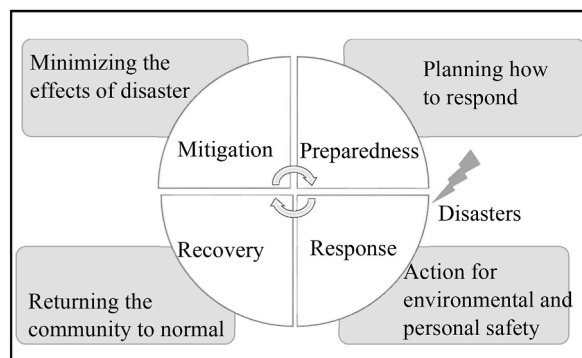 Minimizing the
effects of disaster
Planning how
to respond
Mitigation
Preparedness
Disasters
Recovery
Response
Returning the
community to normal
Action for
environmental and
personal safety